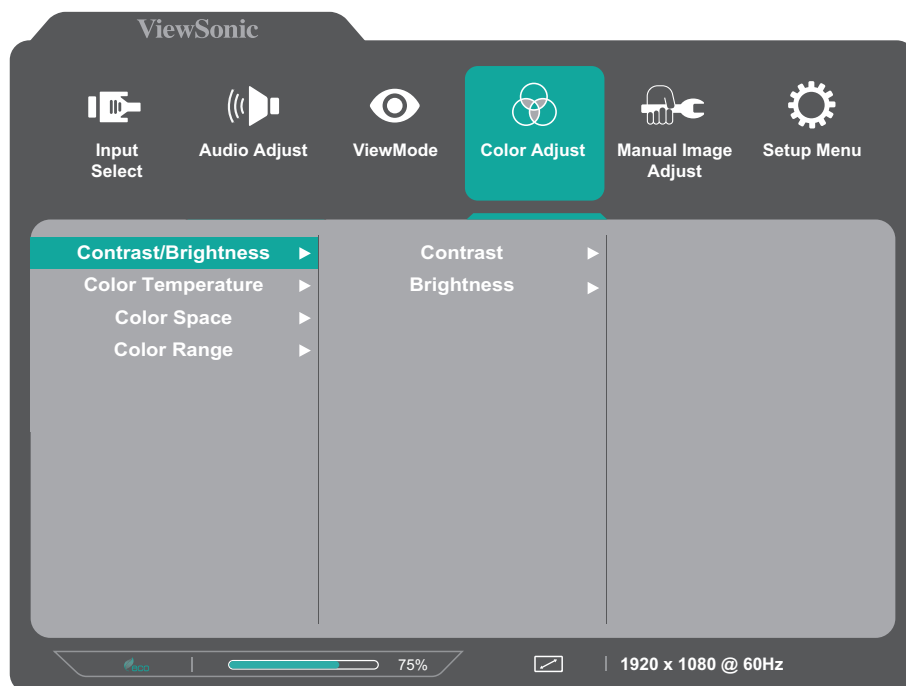 ViewSonic
Input
Select
Audio Adjust
ViewMode
Color Adjust
Manual Image
Adjust
Setup Menu
Contrast/Brightness
Color Temperature
Color Space
Color Range
Contrast
Brightness
ECO
75%
1920 x 1080 @ 60Hz